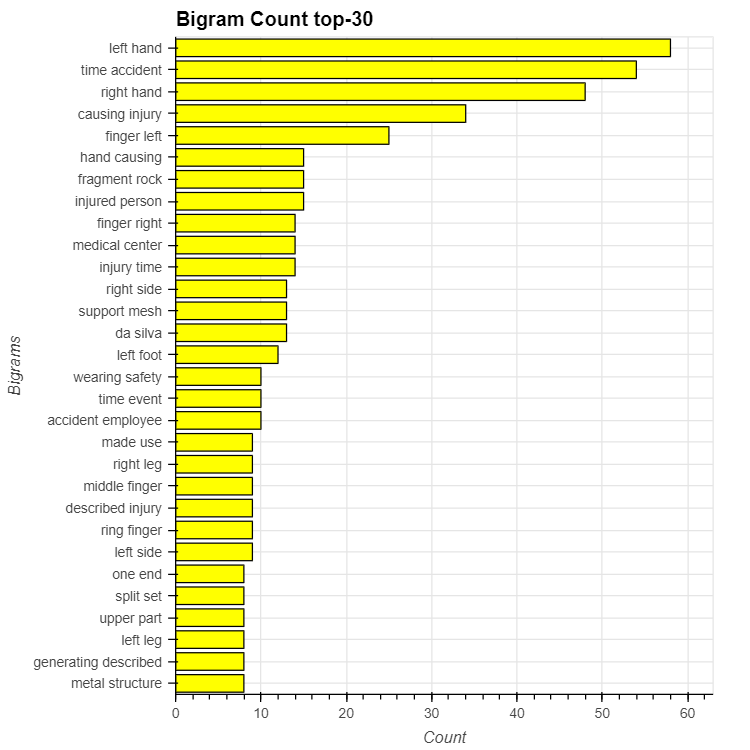 Bigram Count top-30
left hand
time accident
right hand
causing injury
finger left
hand causing
fragment rock
injured person
finger right
medical center
injury time
right side
support mesh
da silva
left foot
wearing safety
time event
accident employee
made use
right leg
middle finger
described injury
ring finger
left side
one end
split set
upper part
left leg
generating described
metal structure
Bigrams
0 10 20 30 40 50 60
Count